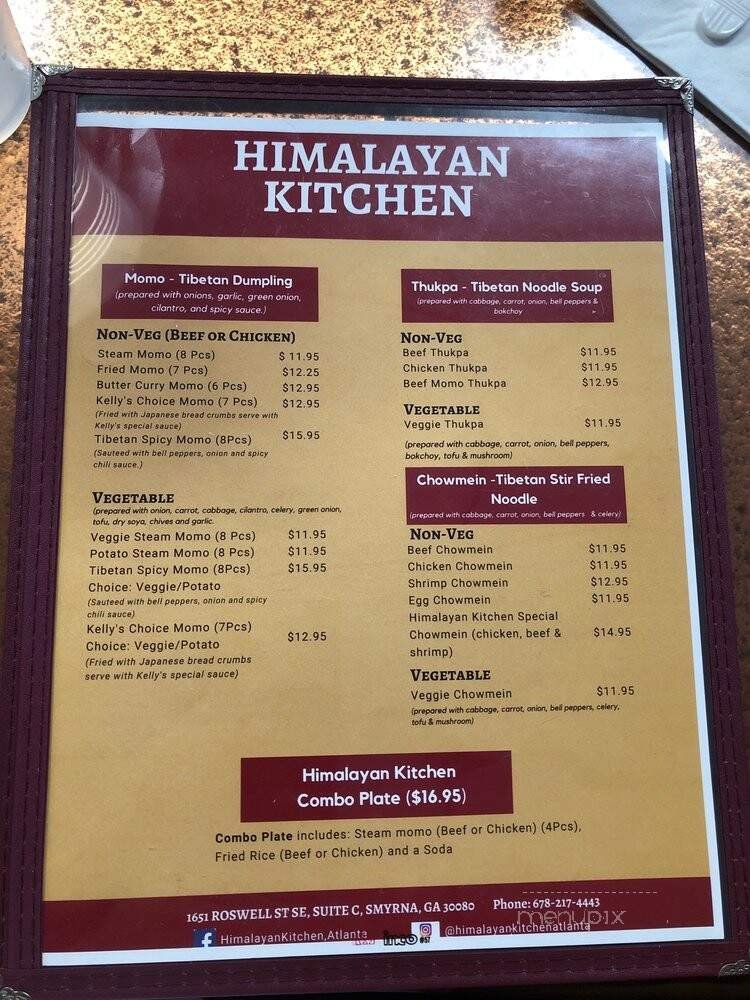 HIMALAYAN
KITCHEN
Momo - Tibetan Dumpling
(prepared with onions, garlic, green onion,
cilantro, and spicy sauce.)
NON-VEG (BEEF OR CHICKEN)
Steam Momo (8 Pcs) $ 11.95
Fried Momo (7 Pcs) $12.25
Butter Curry Momo (6 Pcs) $12.95
Kelly's Choice Momo (7 Pcs) $12.95
(Fried with Japanese bread crumbs serve with
Kelly's special sauce)
Tibetan Spicy Momo (8Pcs) $15.95
(Sauteed with bell peppers, onion and spicy
chili sauce.)
VEGETABLE
(prepared with onion, carrot, cabbage, cilantro, celery, green onion,
tofu, dry soya, chives and garlic.
Veggie Steam Momo (8 Pcs) $11.95
Potato Steam Momo (8 Pcs) $11.95
Tibetan Spicy Momo (8Pcs) $15.95
Choice: Veggie/Potato
(Sauteed with bell peppers, onion and spicy
chili sauce)
Kelly's Choice Momo (7Pcs)
Choice: Veggie/Potato $12.95
(Fried with Japanese bread crumbs
serve with Kelly's special sauce)
Thukpa - Tibetan Noodle Soup
(prepared with cabbage, carrot, onion, bell peppers &
bokchoy
NON-VEG
Beef Thukpa $11.95
Chicken Thukpa $11.95
Beef Momo Thukpa $12.95
VEGETABLE
Veggie Thukpa $11.95
(prepared with cabbage, carrot, onion, bell peppers,
bokchoy, tofu & mushroom)
Chowmein -Tibetan Stir Fried
Noodle
(prepared with cabbage, carrot, onion, bell peppers & celery)
NON-VEG
Beef Chowmein $11.95
Chicken Chowmein $11.95
Shrimp Chowmein $12.95
Egg Chowmein $11.95
Himalayan Kitchen Special
Chowmein (chicken, beef & $14.95
shrimp)
VEGETABLE
Veggie Chowmein $11.95
(prepared with cabbage, carrot, onion, bell peppers, celery,
tofu & mushroom)
Himalayan Kitchen
Combo Plate ($16.95)
Combo Plate includes: Steam momo (Beef or Chicken) (4Pcs),
Fried Rice (Beef or Chicken) and a Soda
1651 ROSWELL ST SE, SUITE C, SMYRNA, GA 30080 Phone: 678-217-4443
menupix
HimalayanKitchen,Atlanta @himalayankitchenatlanta